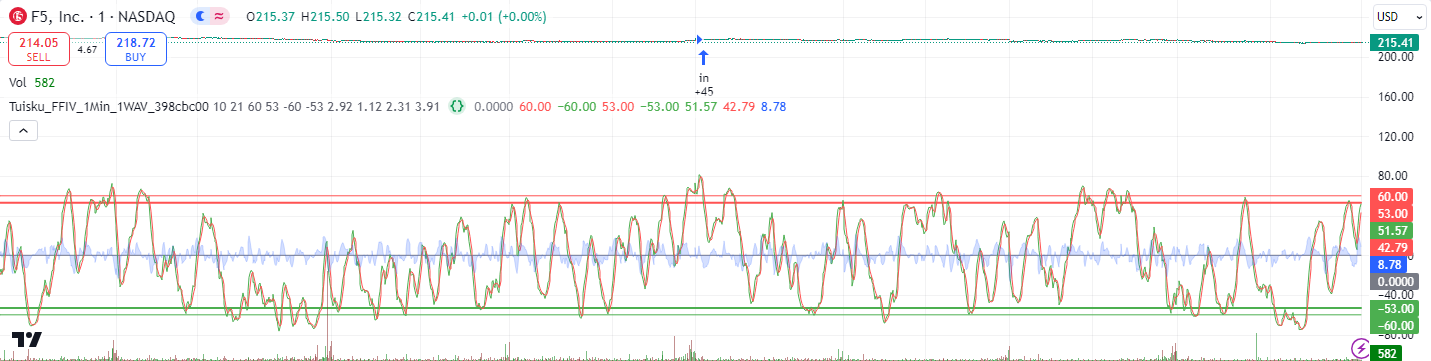 F5, Inc. · 1 · NASDAQ O215.37 H215.50 L215.32 C215.41 +0.01 (+0.00%)
USD
214.05 SELL 4.67 218.72 BUY
215.41
200.00
Vol 582
in
+45
160.00
Tuisku_FFIV_1Min_1WAV_398cbc00 10 21 60 53 -60 -53 2.92 1.12 2.31 3.91 {} 0.0000 60.00 −60.00 53.00 −53.00 51.57 42.79 8.78
120.00
80.00
60.00
53.00
51.57
42.79
8.78
0.0000
−40.00
−53.00
−60.00
582